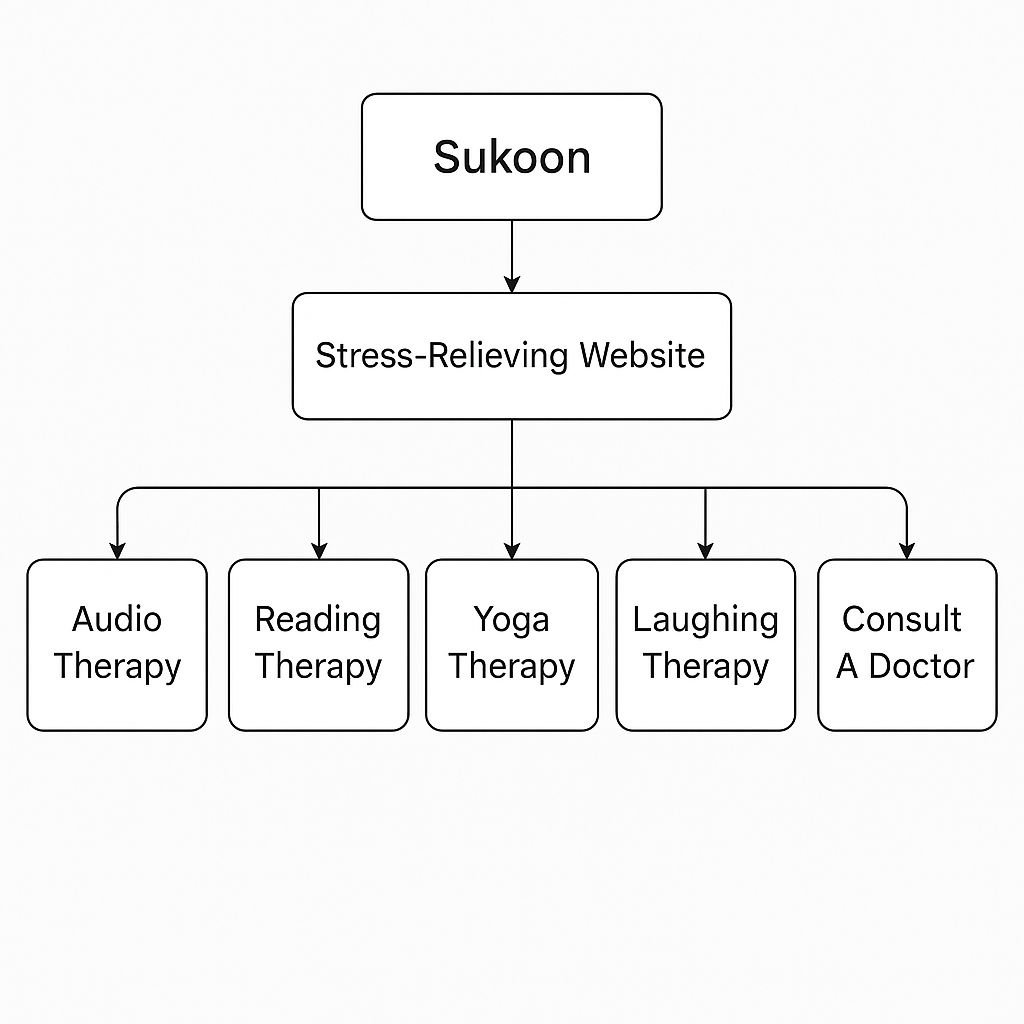 Sukoon
Stress-Relieving Website
Audio
Therapy
Reading
Therapy
Yoga
Therapy
Laughing
Therapy
Consult
A Doctor